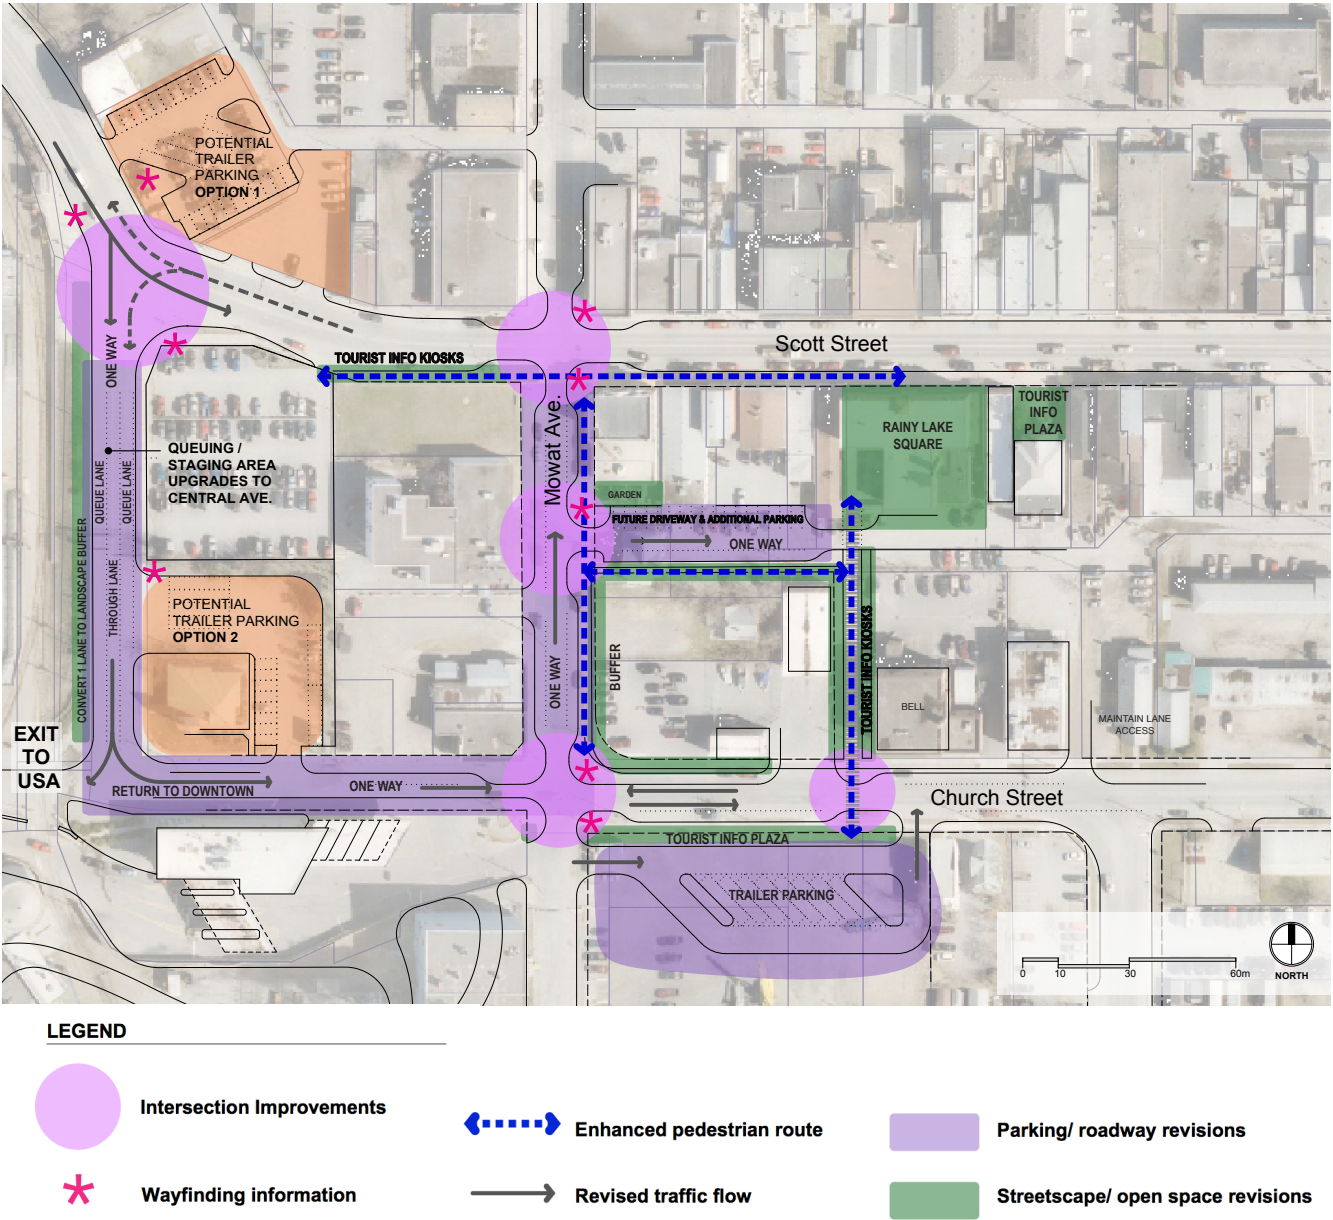 POTENTIAL
TRAILER
PARKING
OPTION 1
Scott Street
TOURIST INFO KIOSKS
ONE WAY
Mowat Ave.
RAINY LAKE
SQUARE
TOURIST
INFO
PLAZA
QUEUING /
STAGING AREA
UPGRADES TO
CENTRAL AVE.
QUEUE LANE
QUEUE LANE
GARDEN
FUTURE DRIVEWAY & ADDITIONAL PARKING
ONE WAY
CONVERT 1 LANE TO LANDSCAPE BUFFER
THROUGH LANE
POTENTIAL
TRAILER PARKING
OPTION 2
ONE WAY
BUFFER
TOURIST INFO KIOSKS
BELL
MAINTAIN LANE
ACCESS
EXIT
TO
USA
RETURN TO DOWNTOWN
ONE WAY
Church Street
TOURIST INFO PLAZA
TRAILER PARKING
0 10 30 60m
NORTH
LEGEND
Intersection Improvements
Enhanced pedestrian route
Parking/ roadway revisions
Wayfinding information
Revised traffic flow
Streetscape/ open space revisions